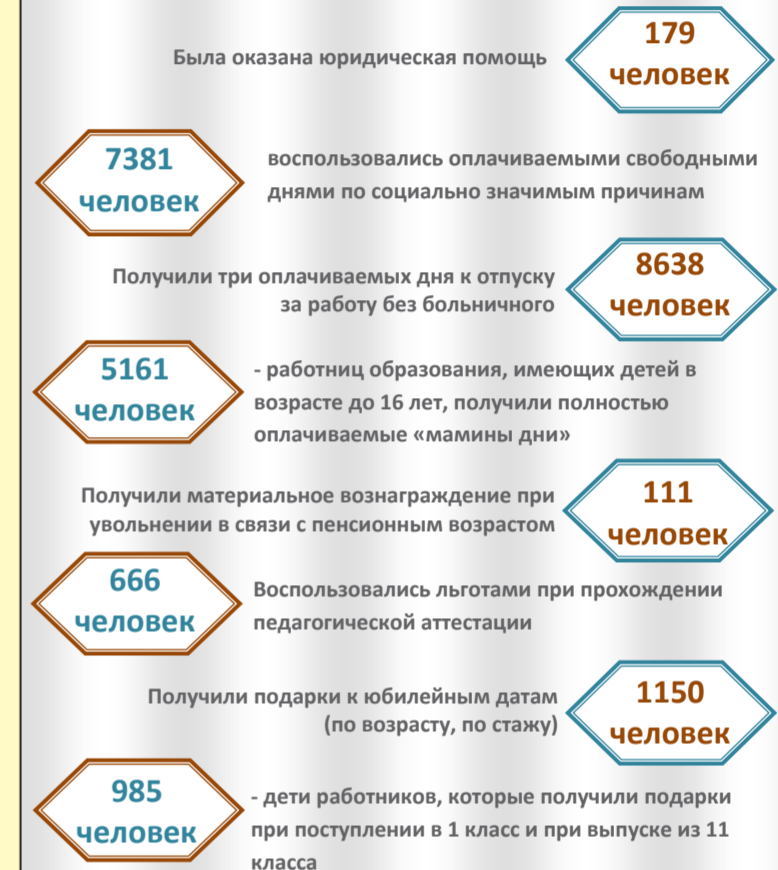 Была оказана юридическая помощь
179
человек
7381
человек
воспользовались оплачиваемыми свободными
днями по социально значимым причинам
Получили три оплачиваемых дня к отпуску
за работу без больничного
8638
человек
5161
человек
- работниц образования, имеющих детей в
возрасте до 16 лет, получили полностью
оплачиваемые «мамины дни»
Получили материальное вознаграждение при
увольнении в связи с пенсионным возрастом
111
человек
666
человек
Воспользовались льготами при прохождении
педагогической аттестации
Получили подарки к юбилейным датам
(по возрасту, по стажу)
1150
человек
985
человек
- дети работников, которые получили подарки
при поступлении в 1 класс и при выпуске из 11
класса